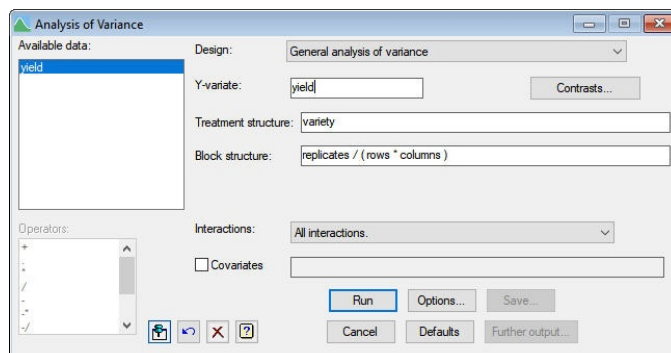 Analysis of Variance
Available data:
yield
Design: General analysis of variance
Y-variate: yield Contrasts...
Treatment structure: variety
Block structure: replicates / ( rows * columns )
Operators:
+
.
/
-
-*
-/
Interactions: All interactions.
Covariates
Run Options... Save...
Cancel Defaults Further output...